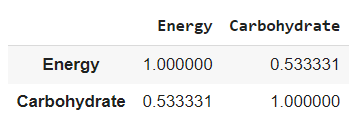 Energy Carbohydrate
Energy 1.000000 0.533331
Carbohydrate 0.533331 1.000000